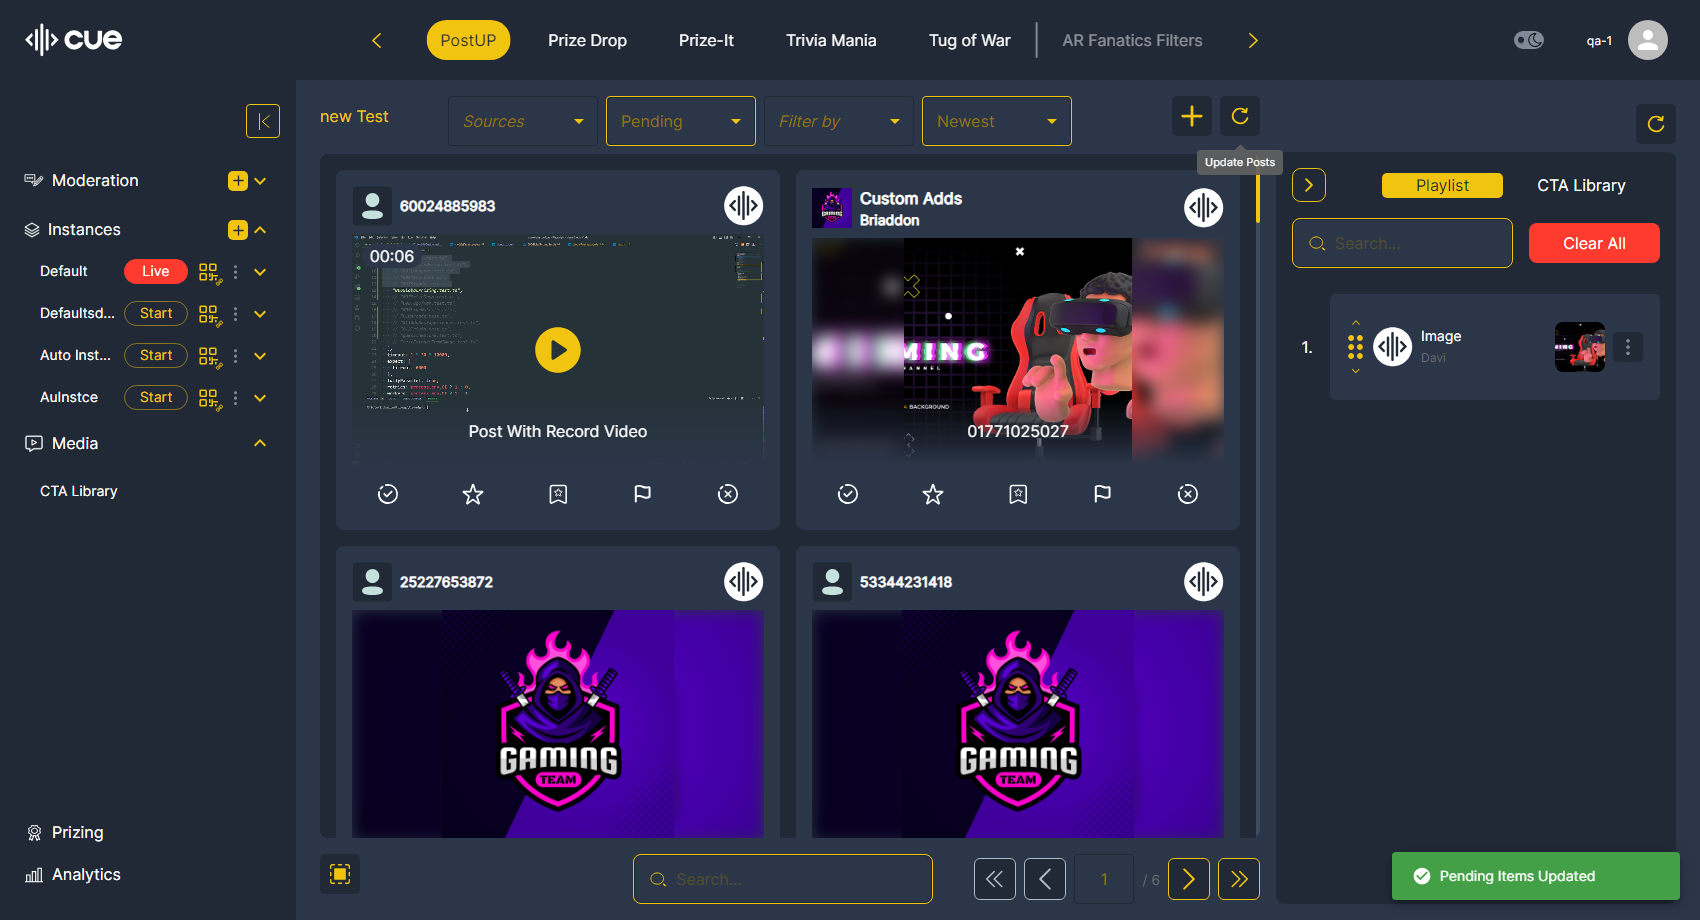 cue
PostUP
Prize Drop
Prize-It
Trivia Mania
Tug of War
AR Fanatics Filters
qa-1
new Test
Sources
Pending
Filter by
Newest
Update Posts
Moderation
Instances
Default
Live
Defaultsd...
Start
Auto Inst...
Start
AuInstce
Start
Media
CTA Library
Prizing
Analytics
60024885983
00:06
Post With Record Video
Custom Adds
Briaddon
MING
CHANNEL
BACKGROUND
01771025027
25227653872
GAMING
TEAM
53344231418
GAMING
TEAM
Search...
1
/ 6
Playlist
CTA Library
Search...
Clear All
1.
Image
Davi
Pending Items Updated